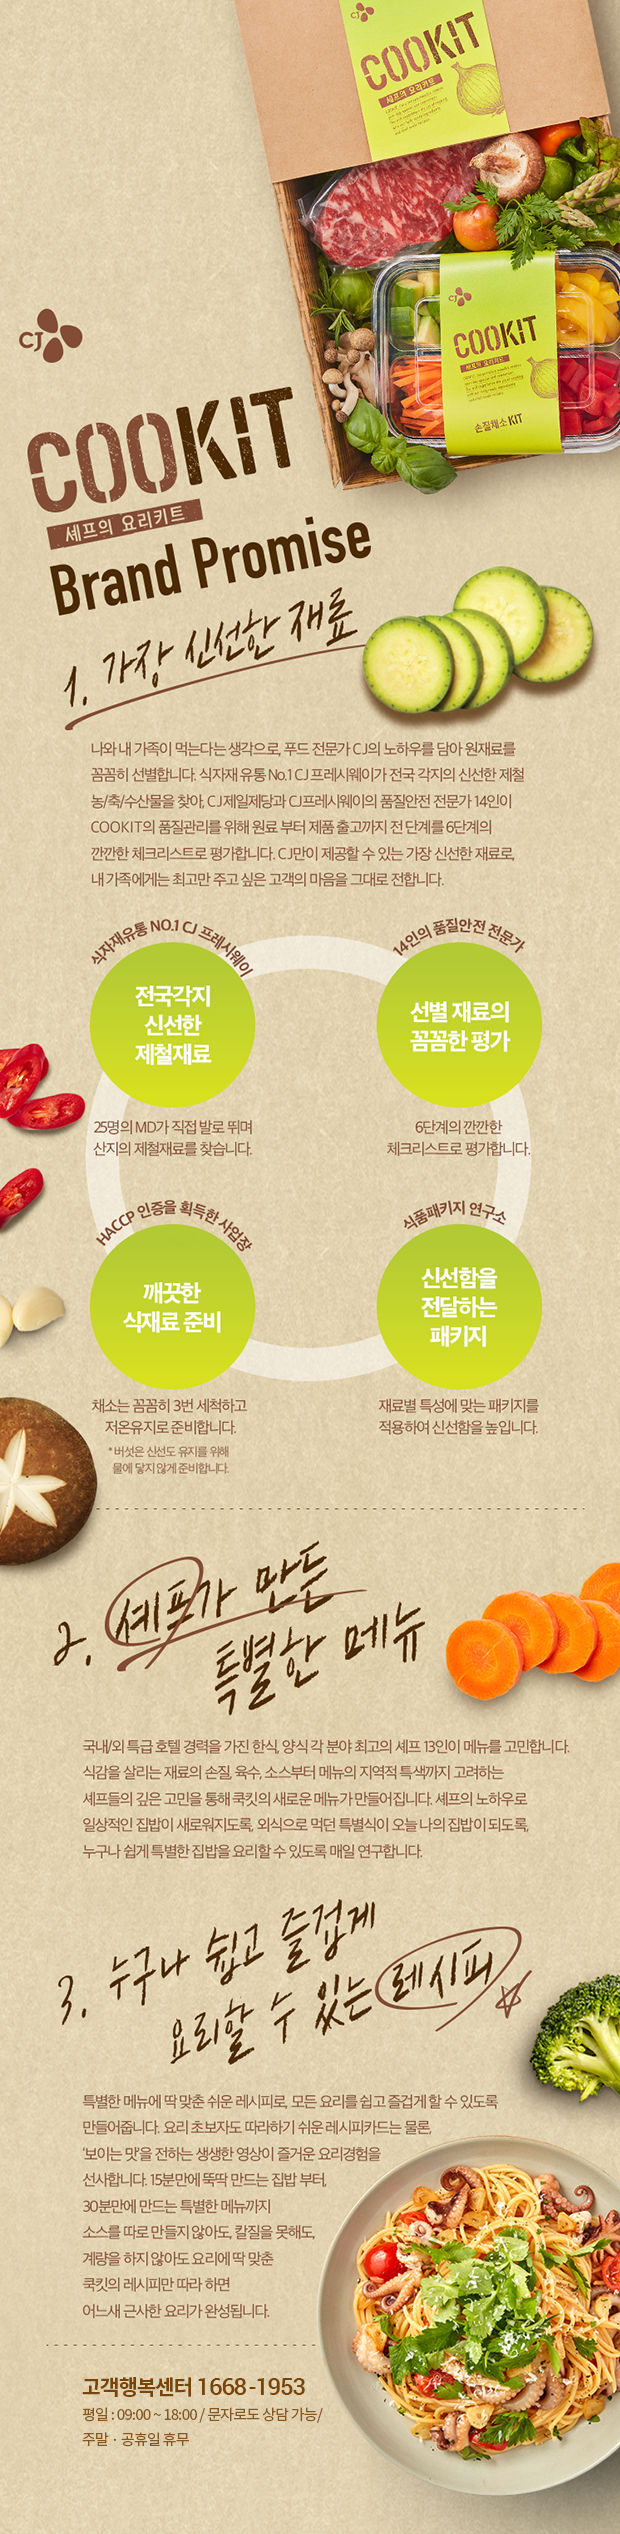 CJ
COOKIT
셰프의 요리키트
CJ
COOKIT
셰프의 요리키트
손질채소 KIT
CJ
COOKIT
셰프의 요리키트
Brand Promise
1. 가장 신선한 재료
나와 내 가족이 먹는다는 생각으로, 푸드 전문가 CJ의 노하우를 담아 원재료를
꼼꼼히 선별합니다. 식자재 유통 No.1 CJ 프레시웨이가 전국 각지의 신선한 제철
농/축/수산물을 찾아, CJ제일제당과 CJ프레시웨이의 품질안전 전문가 14인이
COOKIT의 품질관리를 위해 원료 부터 제품 출고까지 전 단계를 6단계의
깐깐한 체크리스트로 평가합니다. CJ만이 제공할 수 있는 가장 신선한 재료로,
내 가족에게는 최고만 주고 싶은 고객의 마음을 그대로 전합니다.
식자재유통 NO.1 CJ 프레시웨이
전국각지
신선한
제철재료
25명의 MD가 직접 발로 뛰며
산지의 제철재료를 찾습니다.
14인의 품질안전 전문가
선별 재료의
꼼꼼한 평가
6단계의 깐깐한
체크리스트로 평가합니다.
HACCP 인증을 획득한 사업장
깨끗한
식재료 준비
채소는 꼼꼼히 3번 세척하고
저온유지로 준비합니다.
* 버섯은 신선도 유지를 위해
물에 닿지 않게 준비합니다.
식품패키지 연구소
신선함을
전달하는
패키지
재료별 특성에 맞는 패키지를
적용하여 신선함을 높입니다.
2. 셰프가 만든
특별한 메뉴
국내/외 특급 호텔 경력을 가진 한식, 양식 각 분야 최고의 셰프 13인이 메뉴를 고민합니다.
식감을 살리는 재료의 손질, 육수, 소스부터 메뉴의 지역적 특색까지 고려하는
셰프들의 깊은 고민을 통해 쿡킷의 새로운 메뉴가 만들어집니다. 셰프의 노하우로
일상적인 집밥이 새로워지도록, 외식으로 먹던 특별식이 오늘 나의 집밥이 되도록,
누구나 쉽게 특별한 집밥을 요리할 수 있도록 매일 연구합니다.
3. 누구나 쉽고 즐겁게
요리할 수 있는 레시피
특별한 메뉴에 딱 맞춘 쉬운 레시피로, 모든 요리를 쉽고 즐겁게 할 수 있도록
만들어줍니다. 요리 초보자도 따라하기 쉬운 레시피카드는 물론,
'보이는 맛'을 전하는 생생한 영상이 즐거운 요리경험을
선사합니다. 15분만에 뚝딱 만드는 집밥 부터,
30분만에 만드는 특별한 메뉴까지
소스를 따로 만들지 않아도, 칼질을 못해도,
계량을 하지 않아도 요리에 딱 맞춘
쿡킷의 레시피만 따라 하면
어느새 근사한 요리가 완성됩니다.
고객행복센터 1668-1953
평일 : 09:00 ~ 18:00 / 문자로도 상담 가능/
주말 · 공휴일 휴무